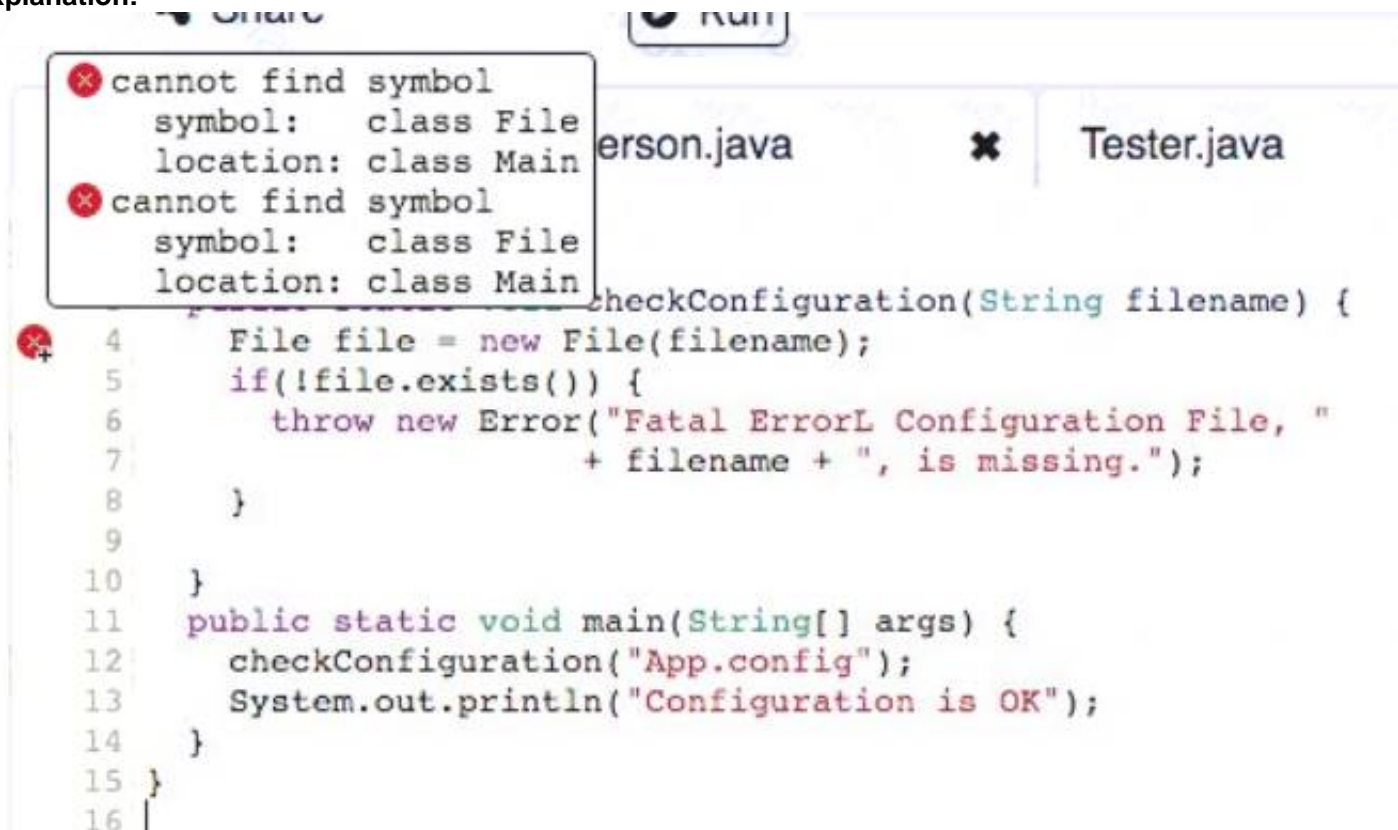 xplanation:
Share
Run
cannot find symbol
symbol: class File
location: class Main
cannot find symbol
symbol: class File
location: class Main
erson.java
Tester.java
checkConfiguration(String filename) {
4 File file = new File(filename);
5 if(!file.exists()) {
6 throw new Error("Fatal ErrorL Configuration File, "
7 + filename + ", is missing.");
8 }
9
10 }
11 public static void main(String[] args) {
12 checkConfiguration("App.config");
13 System.out.println("Configuration is OK");
14 }
15 }
16